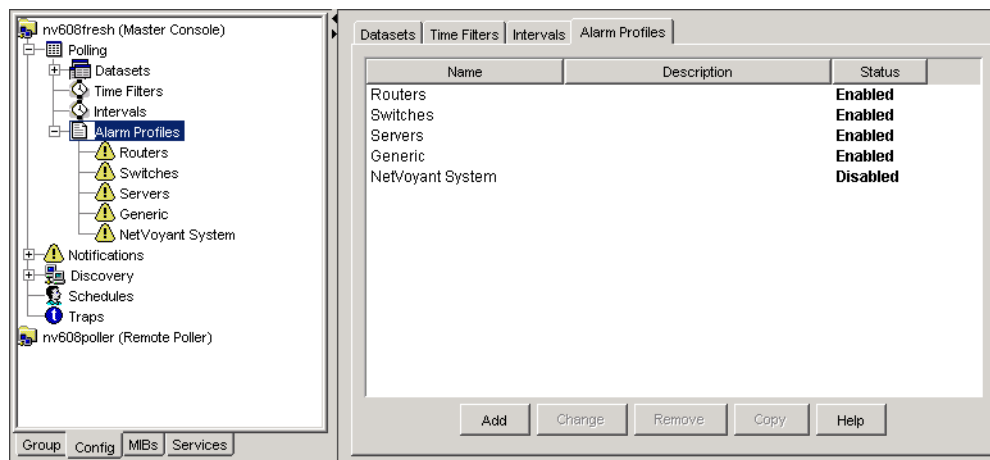 nv608fresh (Master Console)
Polling
Datasets
Time Filters
Intervals
Alarm Profiles
Routers
Switches
Servers
Generic
NetVoyant System
Notifications
Discovery
Schedules
Traps
nv608poller (Remote Poller)
Group Config MIBs Services
Datasets Time Filters Intervals Alarm Profiles
Name Description Status
Routers Enabled
Switches Enabled
Servers Enabled
Generic Enabled
NetVoyant System Disabled
Add Change Remove Copy Help